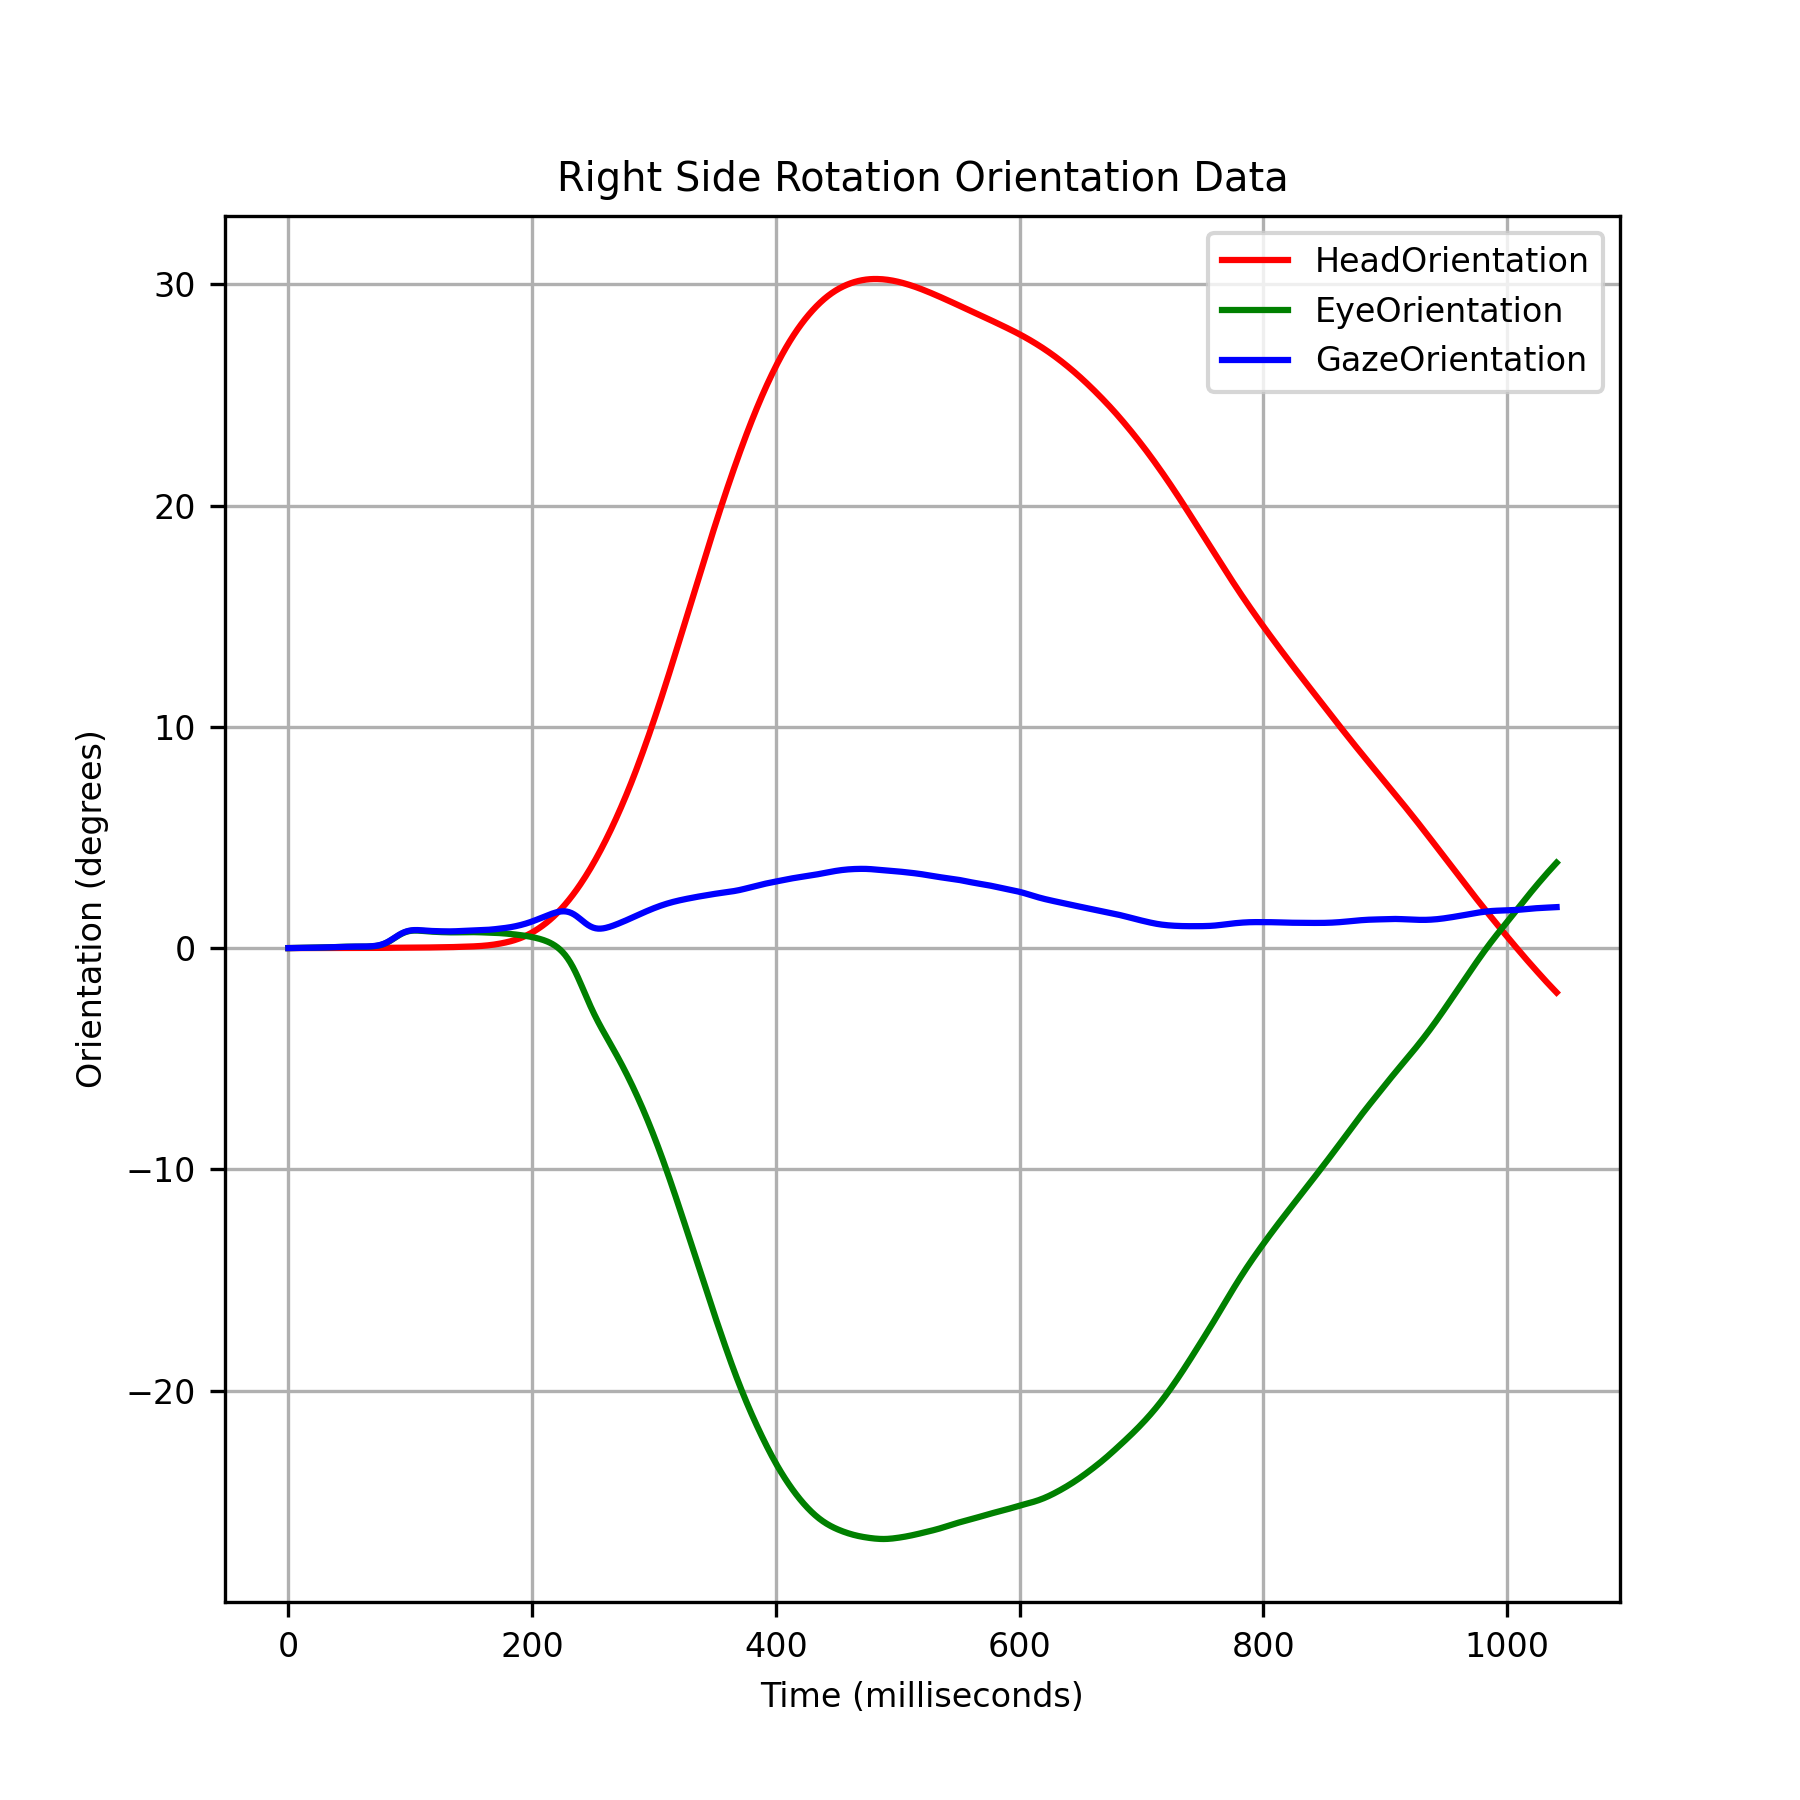 Right Side Rotation Orientation Data
HeadOrientation
EyeOrientation
GazeOrientation
Orientation (degrees)
30
20
10
0
−10
−20
0 200 400 600 800 1000
Time (milliseconds)